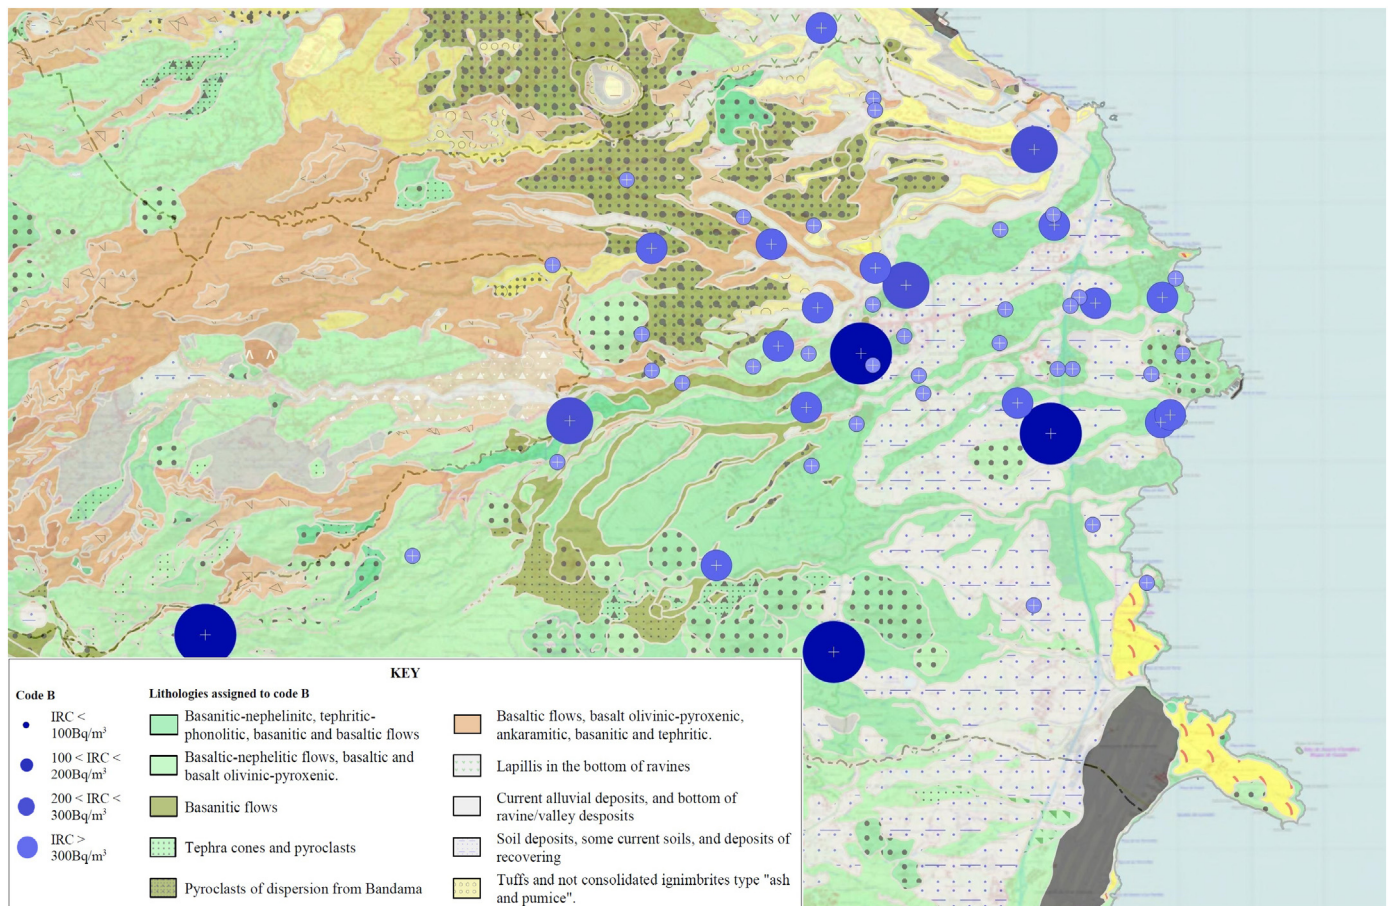 KEY
Code B
IRC <
100Bq/m³
100 < IRC <
200Bq/m³
200 < IRC <
300Bq/m³
IRC >
300Bq/m³
Lithologies assigned to code B
Basanitic-nephelinitc, tephritic-
phonolitic, basanitic and basaltic flows
Basaltic-nephelitic flows, basaltic and
basalt olivinic-pyroxenic.
Basanitic flows
Tephra cones and pyroclasts
Pyroclasts of dispersion from Bandama
Basaltic flows, basalt olivinic-pyroxenic,
ankaramitic, basanitic and tephritic.
Lapillis in the bottom of ravines
Current alluvial deposits, and bottom of
ravine/valley desposits
Soil deposits, some current soils, and deposits of
recovering
Tuffs and not consolidated ignimbrites type "ash
and pumice".